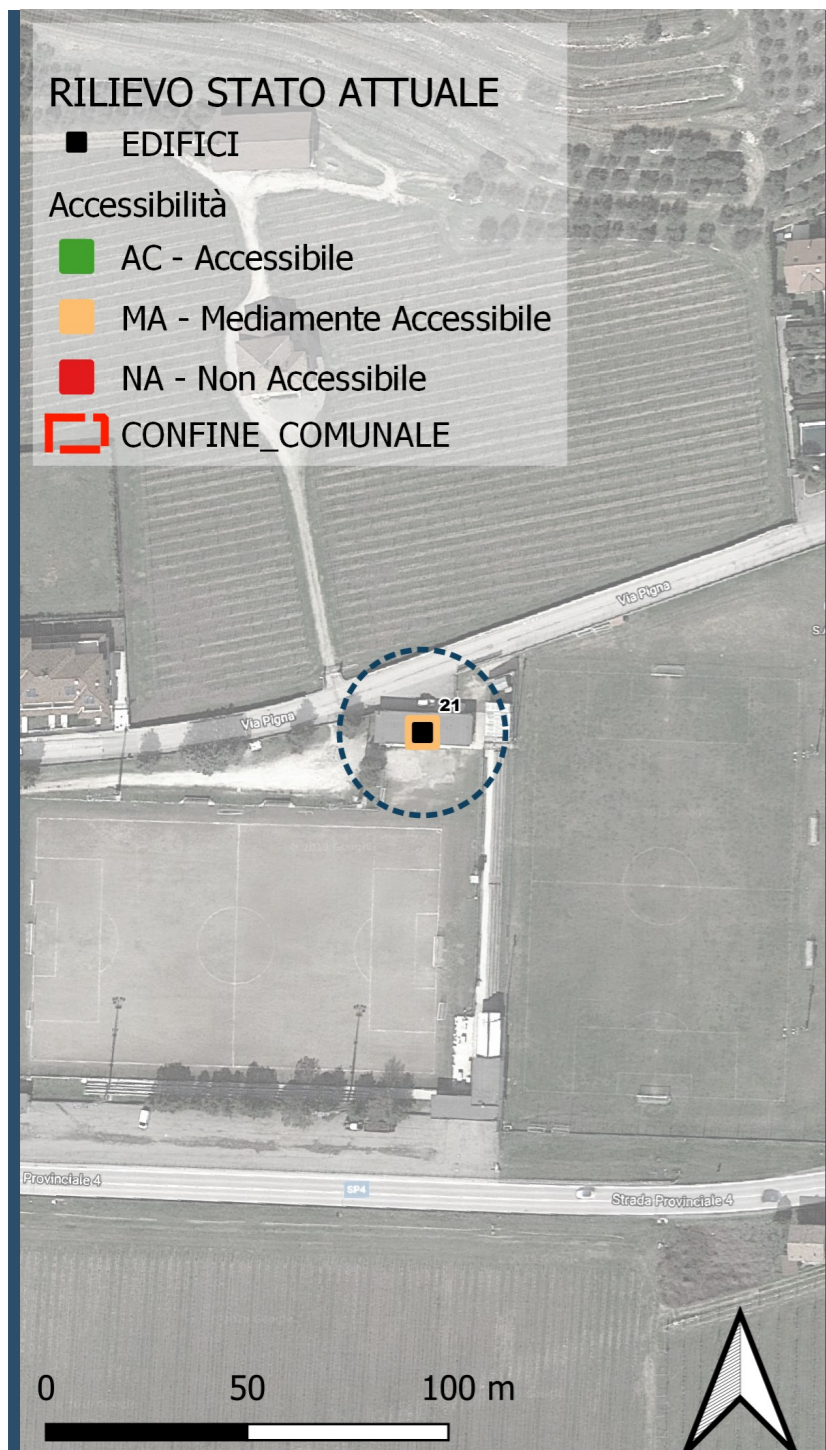 RILIEVO STATO ATTUALE
EDIFICI
Accessibilità
AC - Accessibile
MA - Mediamente Accessibile
NA - Non Accessibile
CONFINE_COMUNALE
Via Pigna
21
Via Pigna
Provinciale 4
SP4
Strada Provinciale 4
0 50 100 m